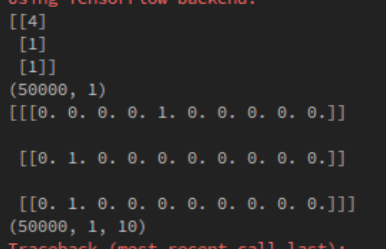 Using TensorFlow backend.
[[4]
 [1]
 [1]]
(50000, 1)
[[[0. 0. 0. 0. 1. 0. 0. 0. 0. 0.]]
 [[0. 1. 0. 0. 0. 0. 0. 0. 0. 0.]]
 [[0. 1. 0. 0. 0. 0. 0. 0. 0. 0.]]]
(50000, 1, 10)
Traceback (most recent call last):